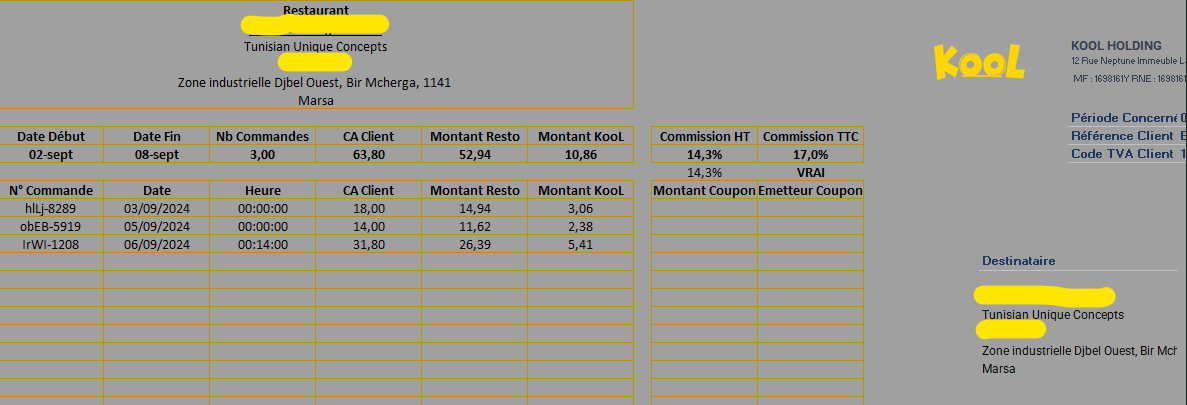 Restaurant
Tunisian Unique Concepts
Zone industrielle Djbel Ouest, Bir Mcherga, 1141
Marsa
Date Début Date Fin Nb Commandes CA Client Montant Resto Montant KooL Commission HT Commission TTC
02-sept 08-sept 3,00 63,80 52,94 10,86 14,3% 17,0%
14,3% VRAI
N° Commande Date Heure CA Client Montant Resto Montant KooL Montant Coupon Emetteur Coupon
hlLj-8289 03/09/2024 00:00:00 18,00 14,94 3,06
obEB-5919 05/09/2024 00:00:00 14,00 11,62 2,38
IrWI-1208 06/09/2024 00:14:00 31,80 26,39 5,41
KooL
KOOL HOLDING
12 Rue Neptune Immeuble L
MF : 1698161Y RNE : 1698161
Période Concerné 0
Référence Client
Code TVA Client 1
Destinataire
Tunisian Unique Concepts
Zone industrielle Djbel Ouest, Bir Mch
Marsa